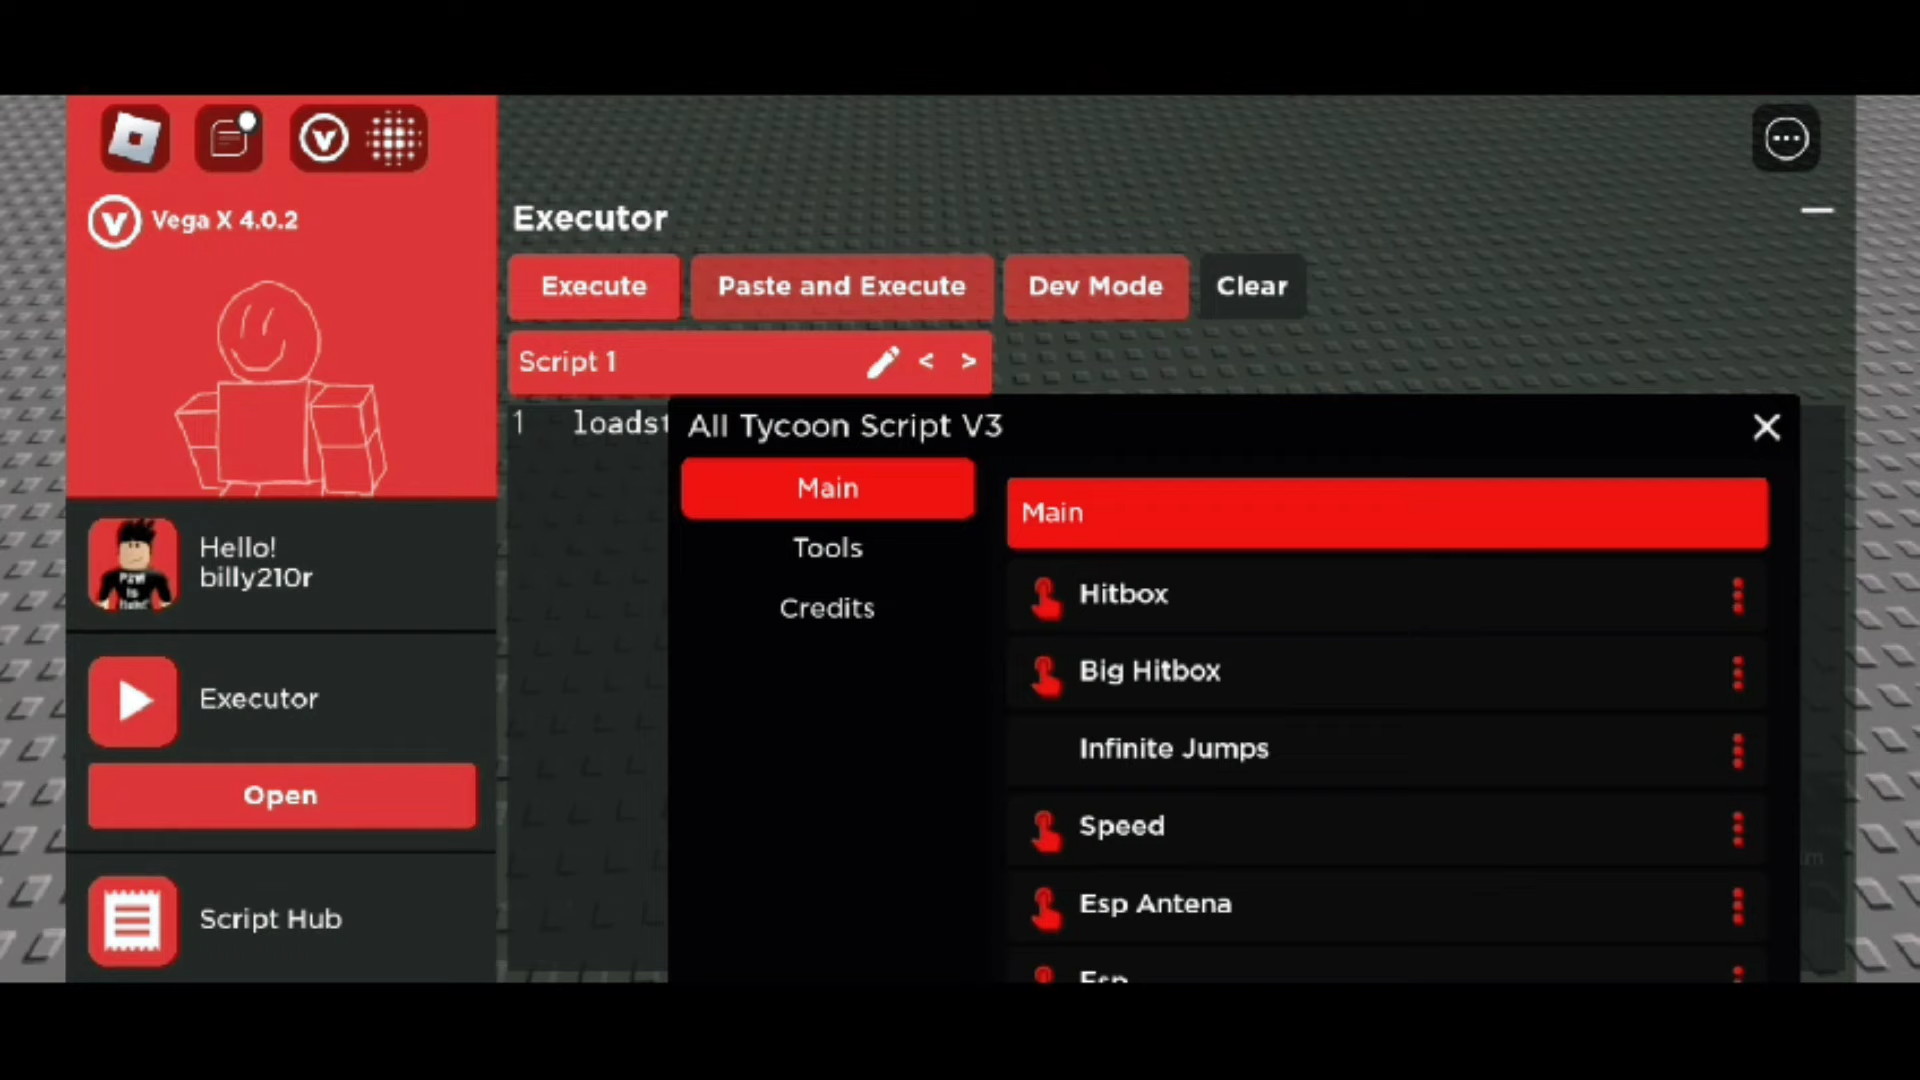 Vega X 4.0.2
Executor
Execute
Paste and Execute
Dev Mode
Clear
Script 1
< >
1 loadst
All Tycoon Script V3
Main
Tools
Credits
Main
Hitbox
Big Hitbox
Infinite Jumps
Speed
Esp Antena
Esp
Hello!
billy210r
Executor
Open
Script Hub